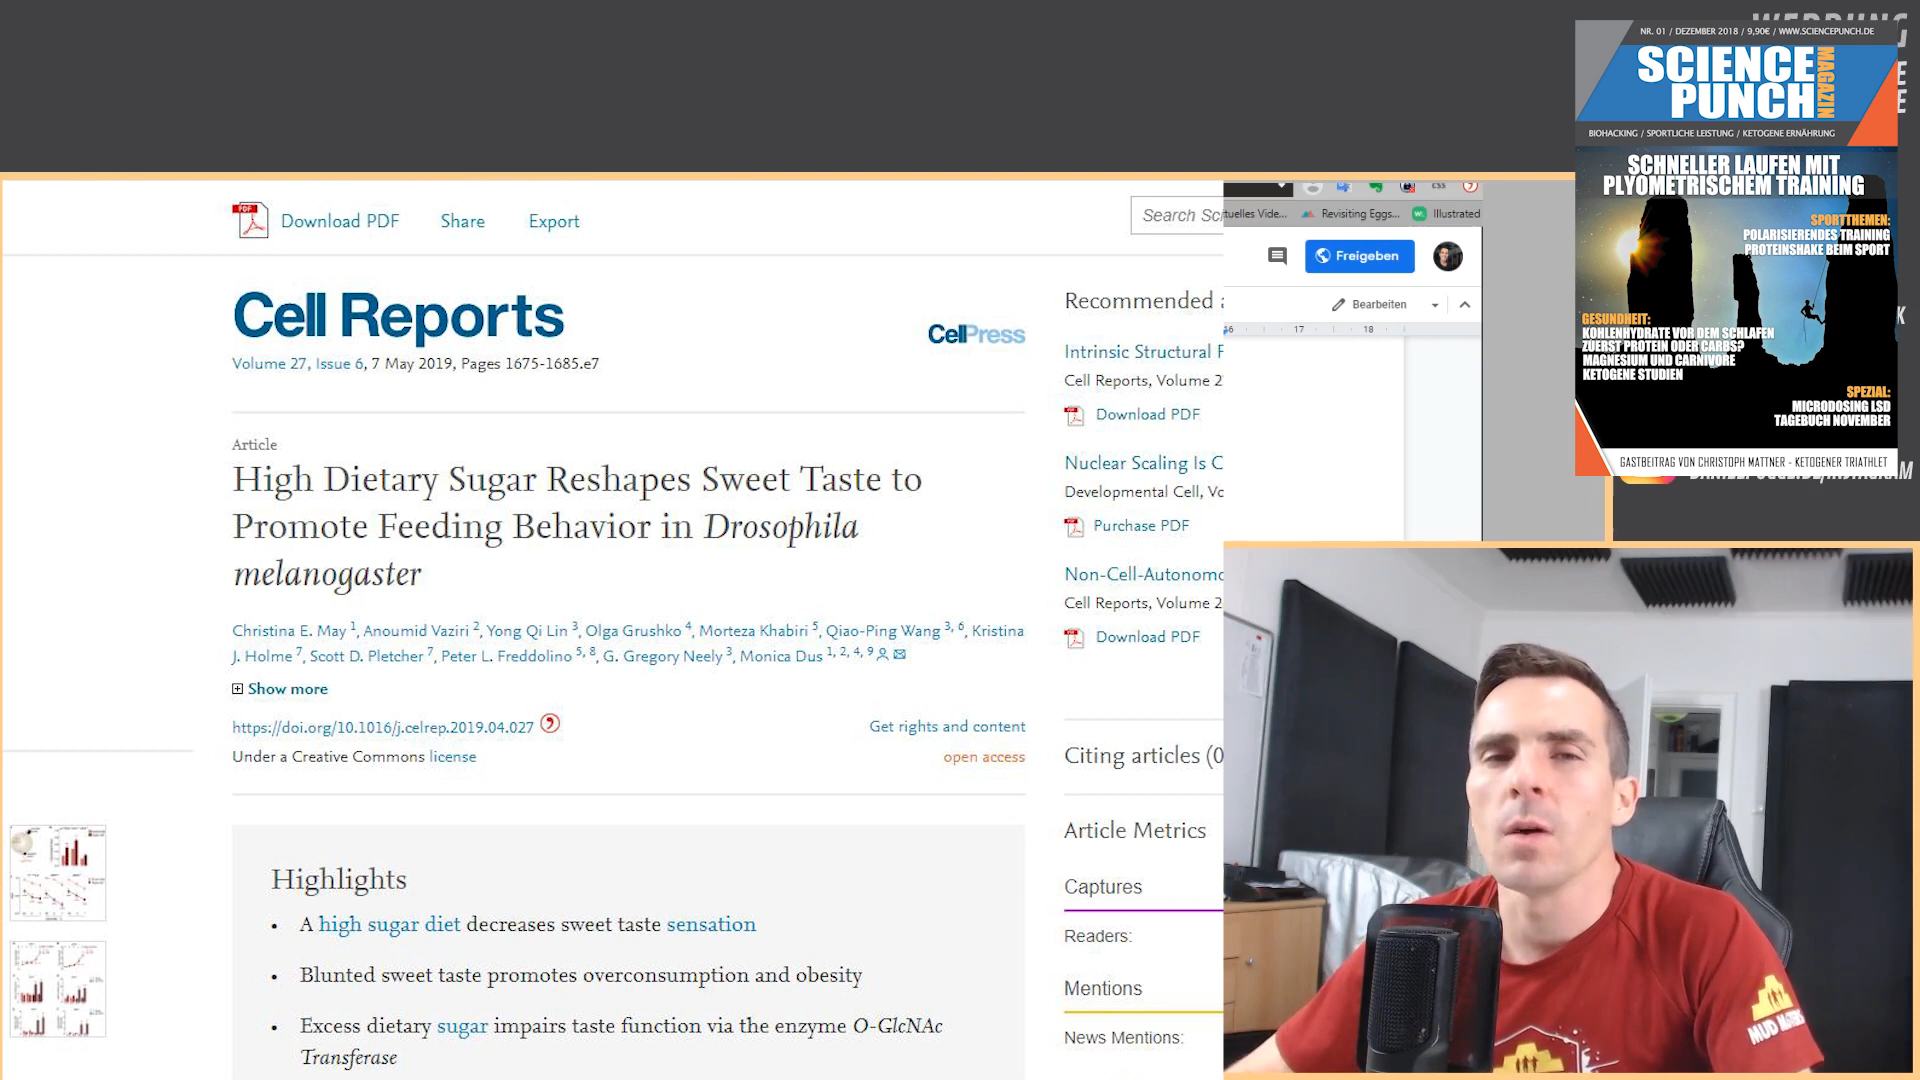 Download PDF
Share
Export
Search Sc
Cell Reports
CellPress
Volume 27, Issue 6, 7 May 2019, Pages 1675-1685.e7
Article
High Dietary Sugar Reshapes Sweet Taste to
Promote Feeding Behavior in Drosophila
melanogaster
Christina E. May 1, Anoumid Vaziri 2, Yong Qi Lin 3, Olga Grushko 4, Morteza Khabiri 5, Qiao-Ping Wang 3, 6, Kristina
J. Holme 7, Scott D. Pletcher 7, Peter L. Freddolino 5, 8, G. Gregory Neely 3, Monica Dus 1, 2, 4, 9
Show more
https://doi.org/10.1016/j.celrep.2019.04.027
Get rights and content
Under a Creative Commons license
open access
Highlights
• A high sugar diet decreases sweet taste sensation
• Blunted sweet taste promotes overconsumption and obesity
• Excess dietary sugar impairs taste function via the enzyme O-GlcNAc
Transferase
Recommended
Intrinsic Structural F
Cell Reports, Volume 2
Download PDF
Nuclear Scaling Is C
Developmental Cell, Vo
Purchase PDF
Non-Cell-Autonomo
Cell Reports, Volume 2
Download PDF
Citing articles (0
Article Metrics
Captures
Readers:
Mentions
News Mentions:
css
tuelles Vide...
Revisiting Eggs...
Illustrated
Freigeben
Bearbeiten
16 17 18
WERBUNG
NR. 01 / DEZEMBER 2018 / 9,90€ / WWW.SCIENCEPUNCH.DE
SCIENCE
PUNCH
MAGAZIN
BIOHACKING / SPORTLICHE LEISTUNG / KETOGENE ERNÄHRUNG
SCHNELLER LAUFEN MIT
PLYOMETRISCHEM TRAINING
SPORTTHEMEN:
POLARISIERENDES TRAINING
PROTEINSHAKE BEIM SPORT
GESUNDHEIT:
KOHLENHYDRATE VOR DEM SCHLAFEN
ZUERST PROTEIN ODER CARBS?
MAGNESIUM UND CARNIVORE
KETOGENE STUDIEN
SPEZIAL:
MICRODOSING LSD
TAGEBUCH NOVEMBER
GASTBEITRAG VON CHRISTOPH MATTNER - KETOGENER TRIATHLET
MUD